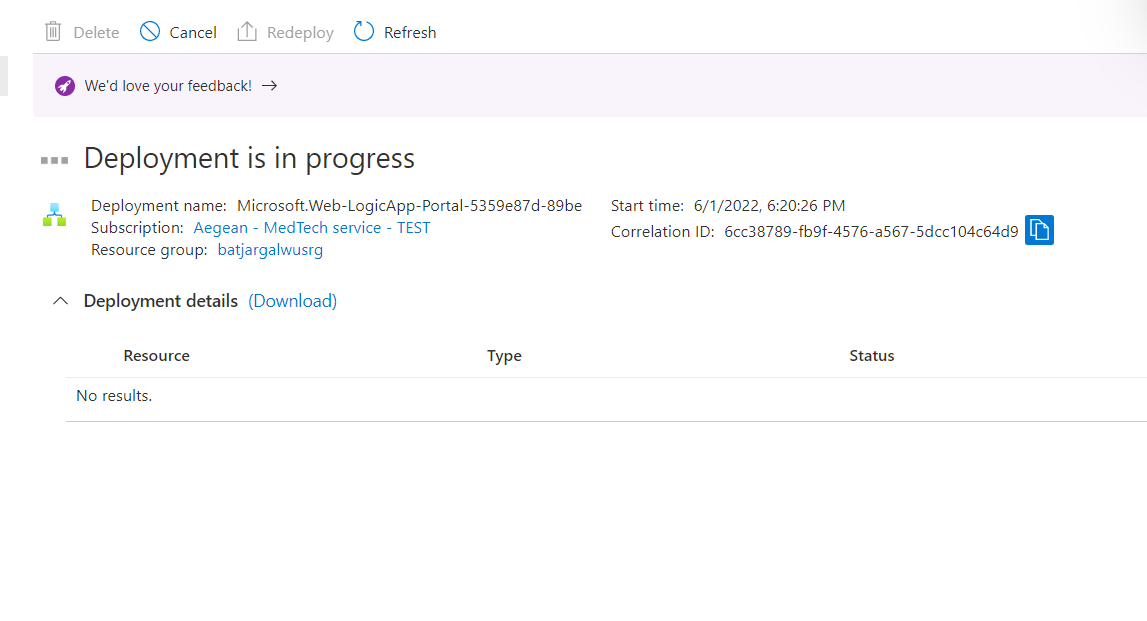 Delete Cancel Redeploy Refresh
We'd love your feedback!
Deployment is in progress
Deployment name: Microsoft.Web-LogicApp-Portal-5359e87d-89be Start time: 6/1/2022, 6:20:26 PM
Subscription: Aegean - MedTech service - TEST Correlation ID: 6cc38789-fb9f-4576-a567-5dcc104c64d9
Resource group: batjargalwusrg
Deployment details (Download)
Resource Type Status
No results.